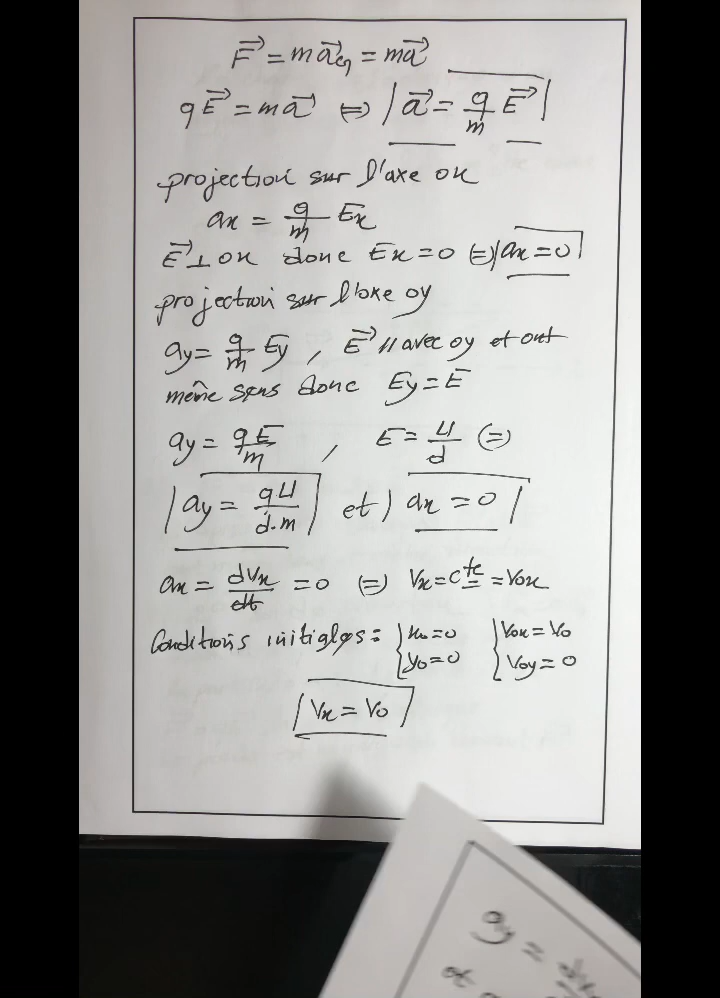 F⃗ = m a⃗G = m a⃗
q E⃗ = m a⃗ ⇔ a⃗ = q/m E⃗
projection sur l'axe ox
ax = q/m Ex
E⃗ ⊥ ox donc Ex = 0 ⇔ ax = 0
projection sur l'axe oy
ay = q/m Ey , E⃗ // avec oy et ont
même sens donc Ey = E
ay = qE/m , E = U/d ⇔
ay = qU/d.m et ax = 0
ax = dVx/dt = 0 ⇔ Vx = Cte = Vox
Conditions initiales : { x0 = 0 { Vox = V0
y0 = 0 Voy = 0
Vx = V0
ay =
et